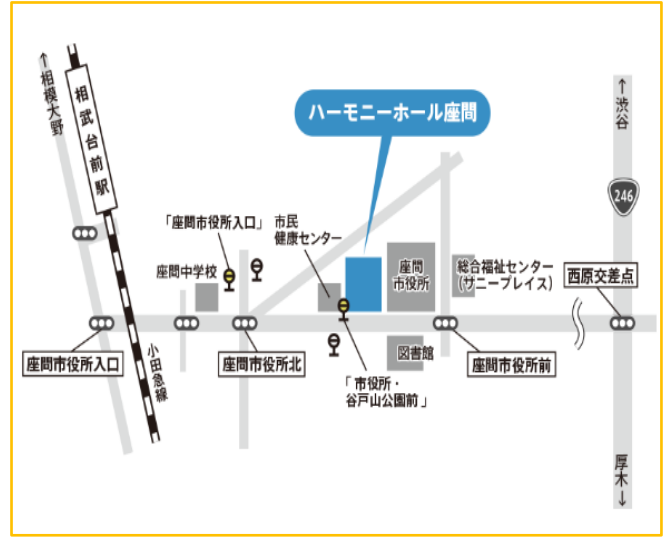 ↑相模大野
相武台前駅
ハーモニーホール座間
↑渋谷
246
「座間市役所入口」
市民
健康センター
座間中学校
座間
市役所
総合福祉センター
(サニープレイス)
西原交差点
座間市役所入口
小田急線
座間市役所北
「市役所・
谷戸山公園前」
図書館
座間市役所前
厚木↓